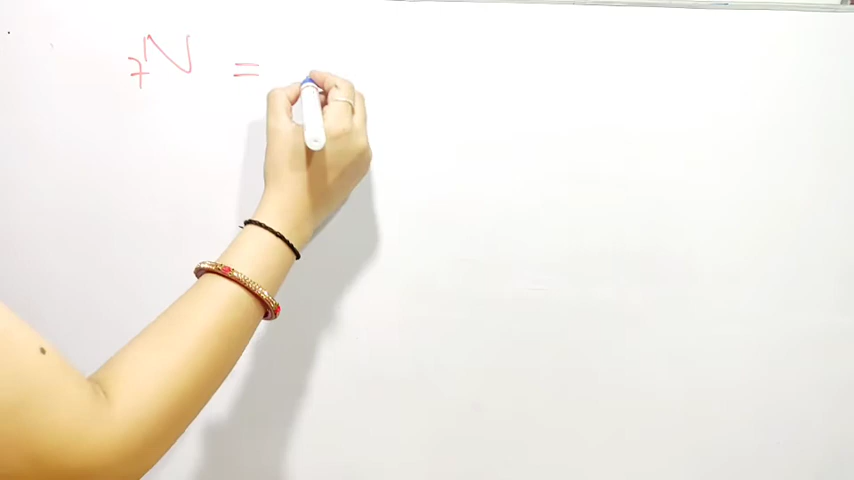 ₇N =